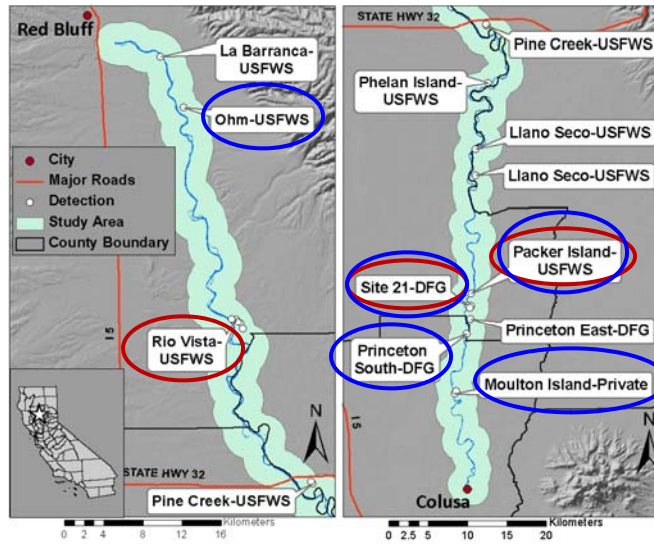 Red Bluff
La Barranca-
USFWS
Ohm-USFWS
City
Major Roads
Detection
Study Area
County Boundary
I 5
Rio Vista-
USFWS
N
STATE HWY 32
Pine Creek-USFWS
Kilometers
0 2 4 8 12 16
STATE HWY 32
Pine Creek-USFWS
Phelan Island-
USFWS
Llano Seco-USFWS
Llano Seco-USFWS
Packer Island-
USFWS
Site 21-DFG
Princeton East-DFG
Princeton
South-DFG
Moulton Island-Private
I 5
N
Colusa
Kilometers
0 2.5 5 10 15 20